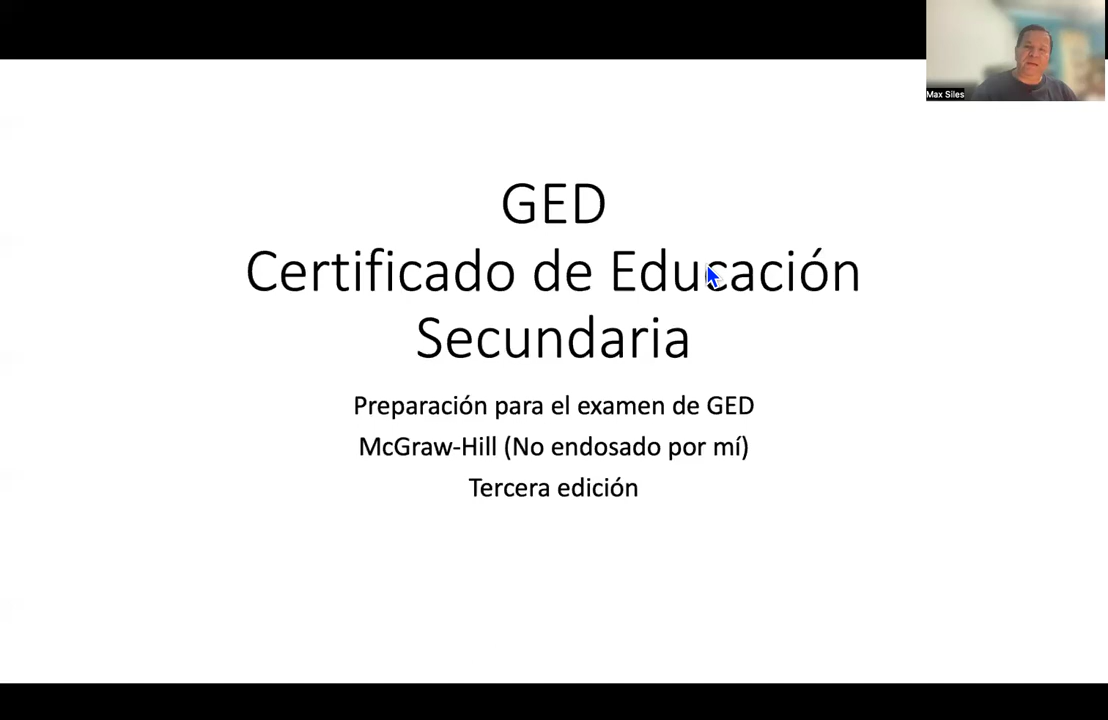 Max Siles
GED
Certificado de Educación
Secundaria
Preparación para el examen de GED
McGraw-Hill (No endosado por mí)
Tercera edición